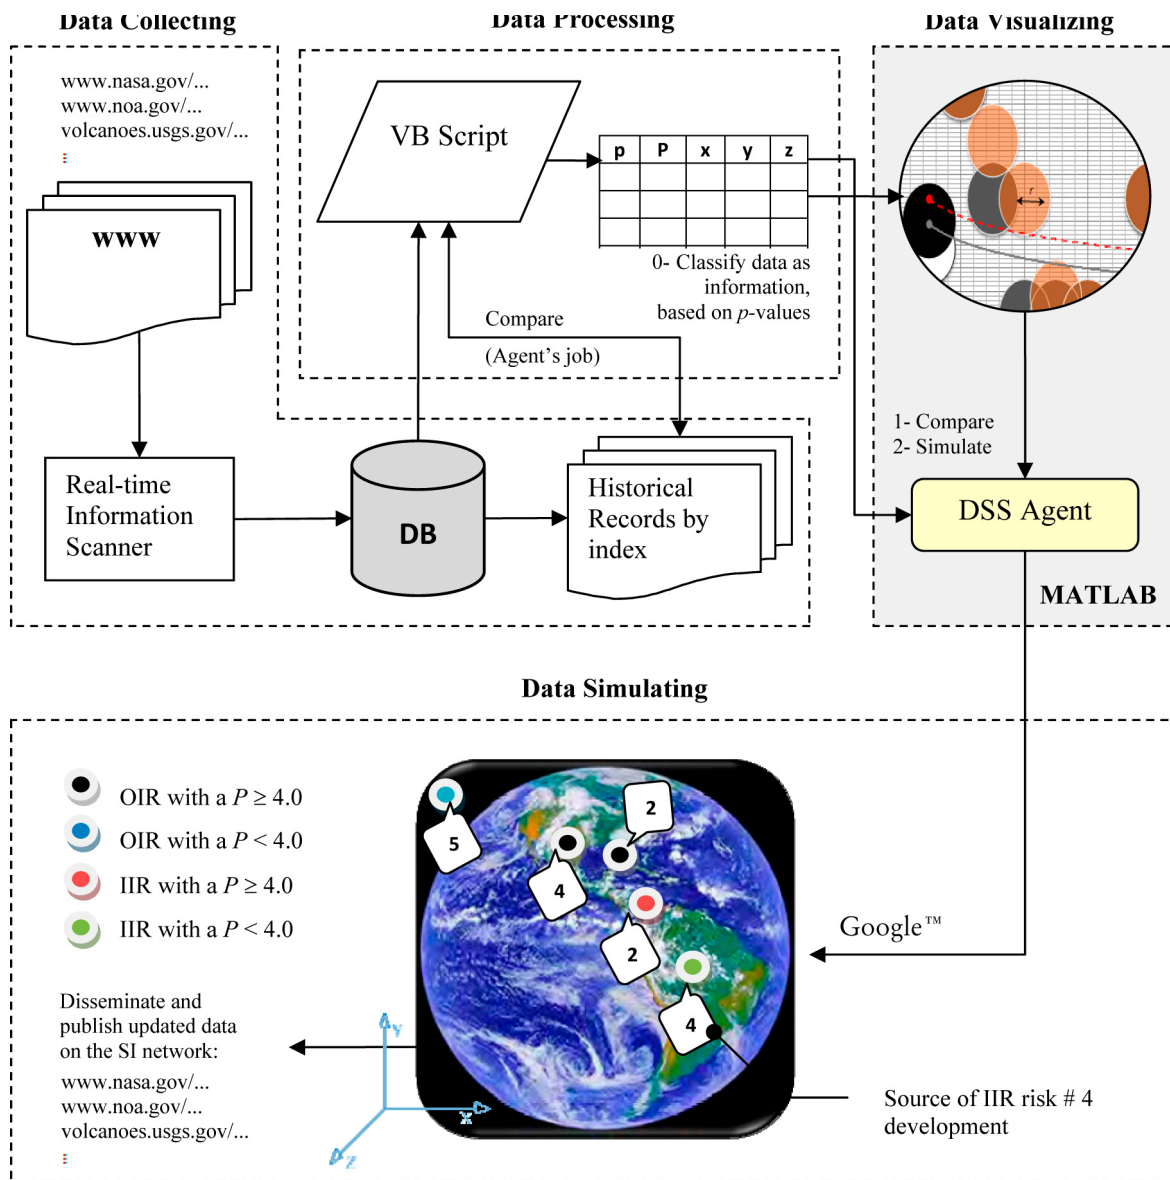 Data Collecting
Data Processing
Data Visualizing
www.nasa.gov/...
www.noa.gov/...
volcanoes.usgs.gov/...
www
Real-time
Information
Scanner
DB
Historical
Records by
index
VB Script
Compare
(Agent's job)
p P x y z
0- Classify data as
information,
based on p-values
r
1- Compare
2- Simulate
DSS Agent
MATLAB
Data Simulating
OIR with a P ≥ 4.0
OIR with a P < 4.0
IIR with a P ≥ 4.0
IIR with a P < 4.0
5
4
2
2
4
Google™
Disseminate and
publish updated data
on the SI network:
www.nasa.gov/...
www.noa.gov/...
volcanoes.usgs.gov/...
Y
X
Z
Source of IIR risk # 4
development